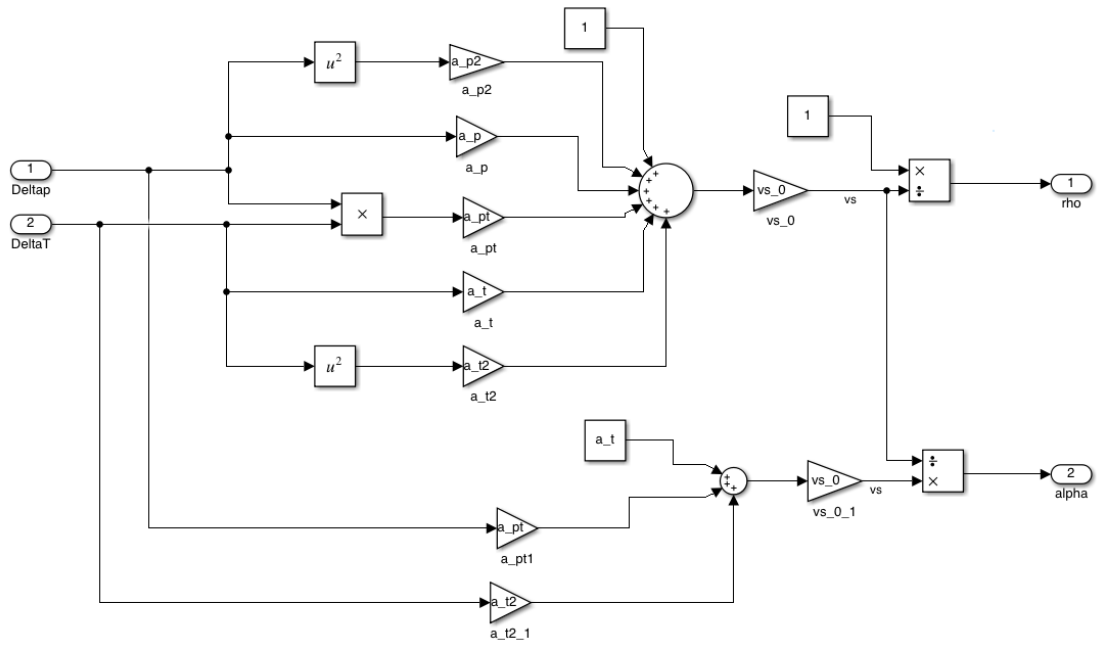 1
u²
a_p2
a_p2
1
a_p
a_p
1
Deltap
×
÷
1
rho
2
DeltaT
×
a_pt
a_pt
+
+
+
+
+
+
vs_0
vs_0
vs
a_t
a_t
u²
a_t2
a_t2
a_t
+
+
+
vs_0
vs_0_1
vs
÷
×
2
alpha
a_pt
a_pt1
a_t2
a_t2_1